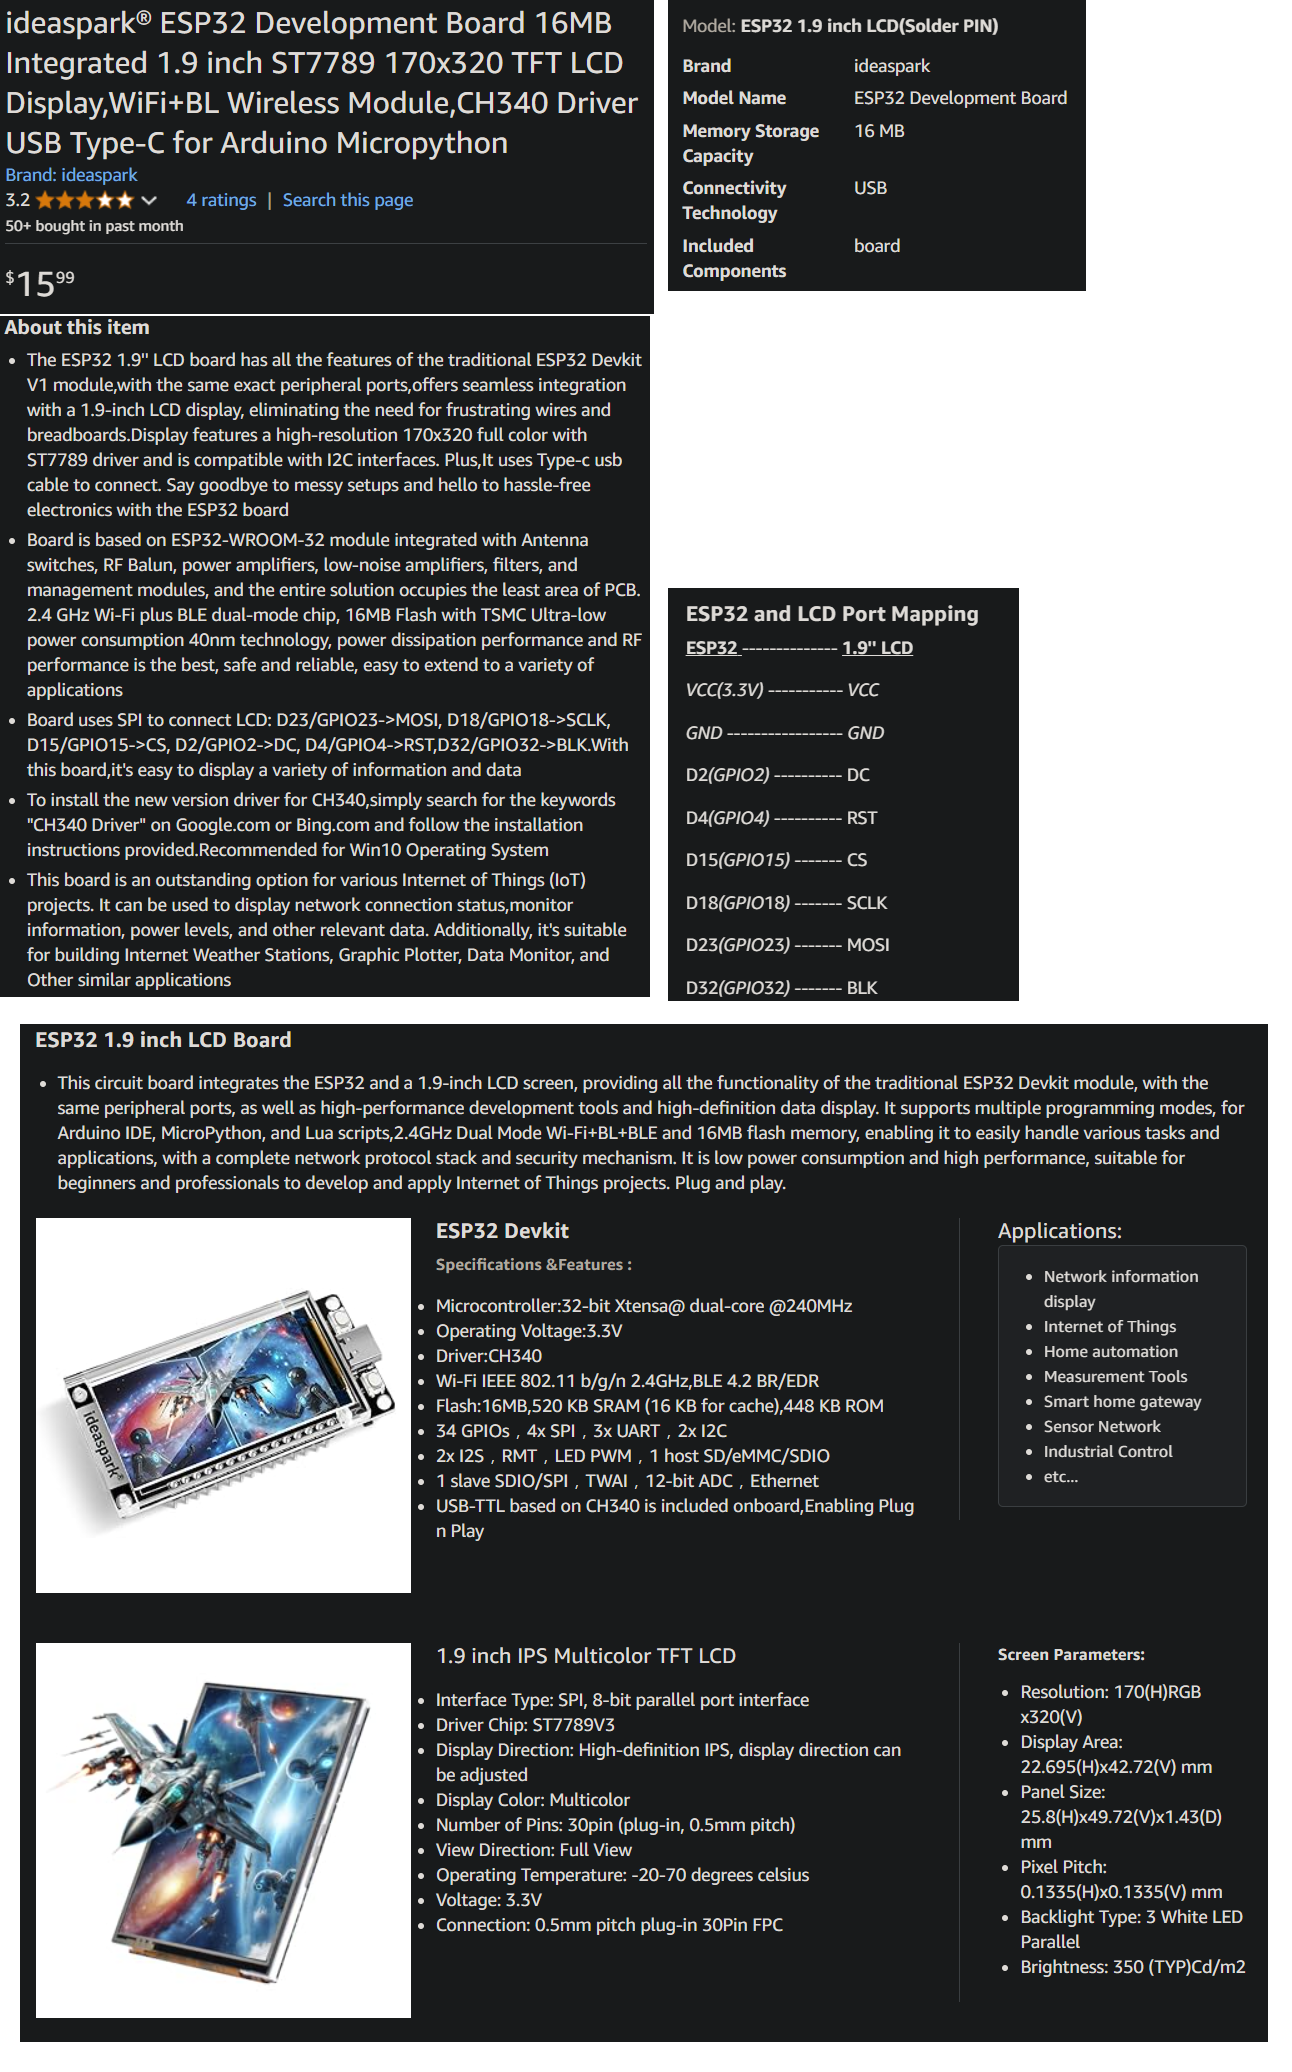 ideaspark® ESP32 Development Board 16MB
Integrated 1.9 inch ST7789 170x320 TFT LCD
Display,WiFi+BL Wireless Module,CH340 Driver
USB Type-C for Arduino Micropython
Brand: ideaspark
3.2
4 ratings | Search this page
50+ bought in past month
$15 99
Model: ESP32 1.9 inch LCD(Solder PIN)
Brand ideaspark
Model Name ESP32 Development Board
Memory Storage 16 MB
Capacity
Connectivity USB
Technology
Included board
Components
About this item
The ESP32 1.9" LCD board has all the features of the traditional ESP32 Devkit
V1 module,with the same exact peripheral ports,offers seamless integration
with a 1.9-inch LCD display, eliminating the need for frustrating wires and
breadboards.Display features a high-resolution 170x320 full color with
ST7789 driver and is compatible with I2C interfaces. Plus,It uses Type-c usb
cable to connect. Say goodbye to messy setups and hello to hassle-free
electronics with the ESP32 board
Board is based on ESP32-WROOM-32 module integrated with Antenna
switches, RF Balun, power amplifiers, low-noise amplifiers, filters, and
management modules, and the entire solution occupies the least area of PCB.
2.4 GHz Wi-Fi plus BLE dual-mode chip, 16MB Flash with TSMC Ultra-low
power consumption 40nm technology, power dissipation performance and RF
performance is the best, safe and reliable, easy to extend to a variety of
applications
Board uses SPI to connect LCD: D23/GPIO23->MOSI, D18/GPIO18->SCLK,
D15/GPIO15->CS, D2/GPIO2->DC, D4/GPIO4->RST,D32/GPIO32->BLK.With
this board,it's easy to display a variety of information and data
To install the new version driver for CH340,simply search for the keywords
"CH340 Driver" on Google.com or Bing.com and follow the installation
instructions provided.Recommended for Win10 Operating System
This board is an outstanding option for various Internet of Things (IoT)
projects. It can be used to display network connection status,monitor
information, power levels, and other relevant data. Additionally, it's suitable
for building Internet Weather Stations, Graphic Plotter, Data Monitor, and
Other similar applications
ESP32 and LCD Port Mapping
ESP32 -------------- 1.9" LCD
VCC(3.3V) ----------- VCC
GND ----------------- GND
D2(GPIO2) ---------- DC
D4(GPIO4) ---------- RST
D15(GPIO15) ------- CS
D18(GPIO18) ------- SCLK
D23(GPIO23) ------- MOSI
D32(GPIO32) ------- BLK
ESP32 1.9 inch LCD Board
This circuit board integrates the ESP32 and a 1.9-inch LCD screen, providing all the functionality of the traditional ESP32 Devkit module, with the
same peripheral ports, as well as high-performance development tools and high-definition data display. It supports multiple programming modes, for
Arduino IDE, MicroPython, and Lua scripts,2.4GHz Dual Mode Wi-Fi+BL+BLE and 16MB flash memory, enabling it to easily handle various tasks and
applications, with a complete network protocol stack and security mechanism. It is low power consumption and high performance, suitable for
beginners and professionals to develop and apply Internet of Things projects. Plug and play.
ideaspark®
ESP32 Devkit
Specifications &Features :
Microcontroller:32-bit Xtensa@ dual-core @240MHz
Operating Voltage:3.3V
Driver:CH340
Wi-Fi IEEE 802.11 b/g/n 2.4GHz,BLE 4.2 BR/EDR
Flash:16MB,520 KB SRAM (16 KB for cache),448 KB ROM
34 GPIOs，4x SPI，3x UART，2x I2C
2x I2S，RMT，LED PWM，1 host SD/eMMC/SDIO
1 slave SDIO/SPI，TWAI，12-bit ADC，Ethernet
USB-TTL based on CH340 is included onboard,Enabling Plug
n Play
Applications:
Network information
display
Internet of Things
Home automation
Measurement Tools
Smart home gateway
Sensor Network
Industrial Control
etc...
1.9 inch IPS Multicolor TFT LCD
Interface Type: SPI, 8-bit parallel port interface
Driver Chip: ST7789V3
Display Direction: High-definition IPS, display direction can
be adjusted
Display Color: Multicolor
Number of Pins: 30pin (plug-in, 0.5mm pitch)
View Direction: Full View
Operating Temperature: -20-70 degrees celsius
Voltage: 3.3V
Connection: 0.5mm pitch plug-in 30Pin FPC
Screen Parameters:
Resolution: 170(H)RGB
x320(V)
Display Area:
22.695(H)x42.72(V) mm
Panel Size:
25.8(H)x49.72(V)x1.43(D)
mm
Pixel Pitch:
0.1335(H)x0.1335(V) mm
Backlight Type: 3 White LED
Parallel
Brightness: 350 (TYP)Cd/m2